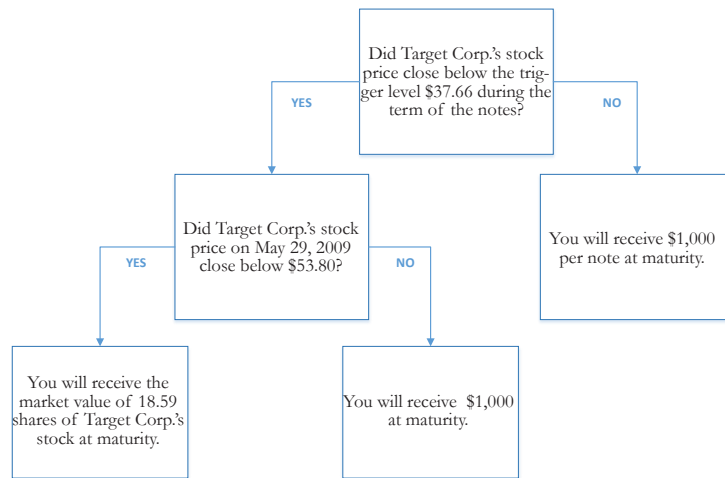 Did Target Corp.'s stock
price close below the trig-
ger level $37.66 during the
term of the notes?
YES
NO
Did Target Corp.'s stock
price on May 29, 2009
close below $53.80?
You will receive $1,000
per note at maturity.
YES
NO
You will receive the
market value of 18.59
shares of Target Corp.'s
stock at maturity.
You will receive $1,000
at maturity.